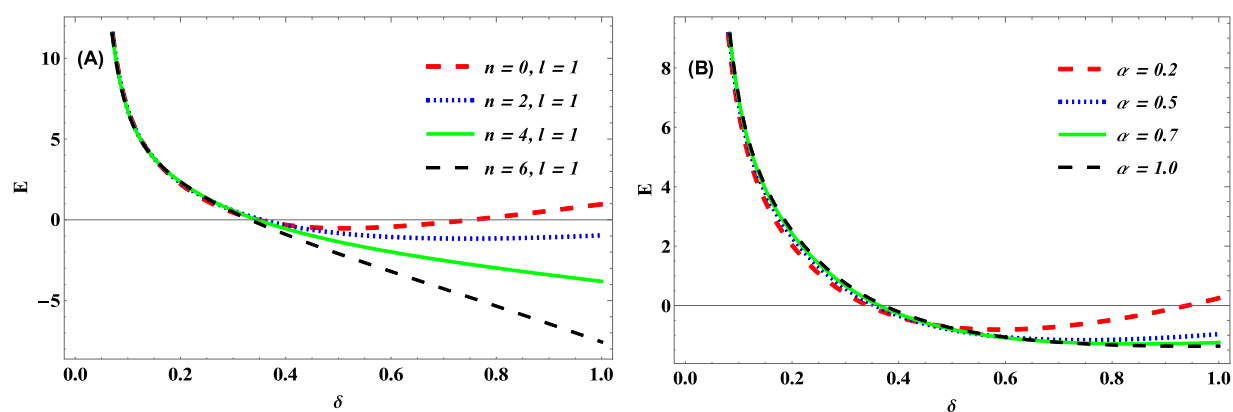 (A)
n = 0, l = 1
n = 2, l = 1
n = 4, l = 1
n = 6, l = 1
E
10
5
0
−5
0.0 0.2 0.4 0.6 0.8 1.0
δ
(B)
α = 0.2
α = 0.5
α = 0.7
α = 1.0
E
8
6
4
2
0
0.0 0.2 0.4 0.6 0.8 1.0
δ